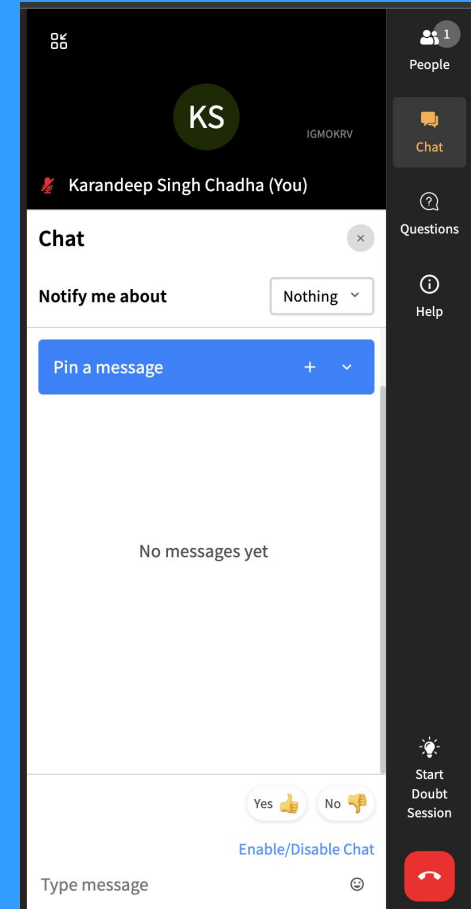 KS
IGMOKRV
Karandeep Singh Chadha (You)
Chat
Notify me about
Nothing
Pin a message
No messages yet
Yes 👍
No 👎
Enable/Disable Chat
Type message
1
People
Chat
Questions
Help
Start
Doubt
Session